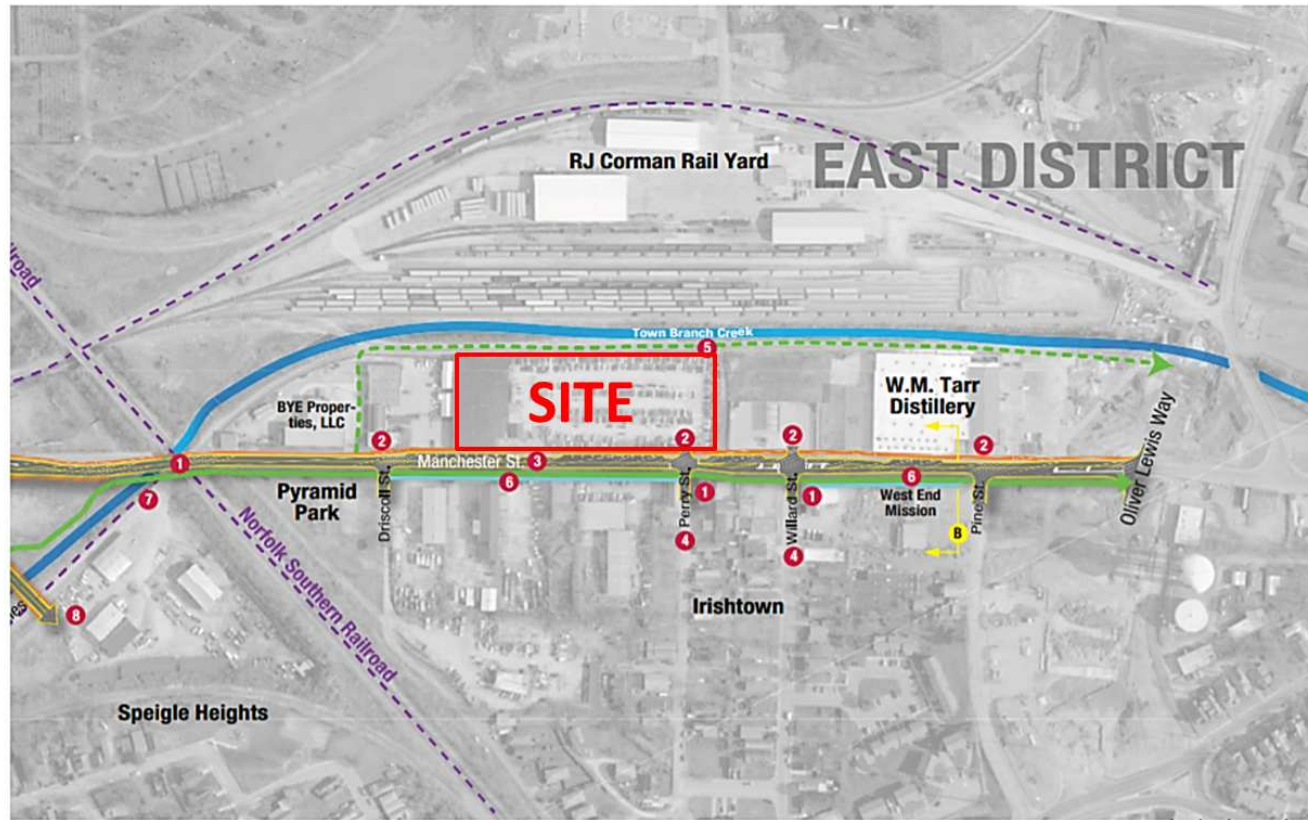 RJ Corman Rail Yard
EAST DISTRICT
Town Branch Creek
5
SITE
W.M. Tarr
Distillery
BYE Proper-
ties, LLC
2
2
2
2
1
Manchester St.
3
Oliver Lewis Way
7
Pyramid
Park
6
6
Driscoll St.
Perry St.
1
Willard St.
1
West End
Mission
Pine St.
B
4
4
Norfolk Southern Railroad
Irishtown
8
Speigle Heights